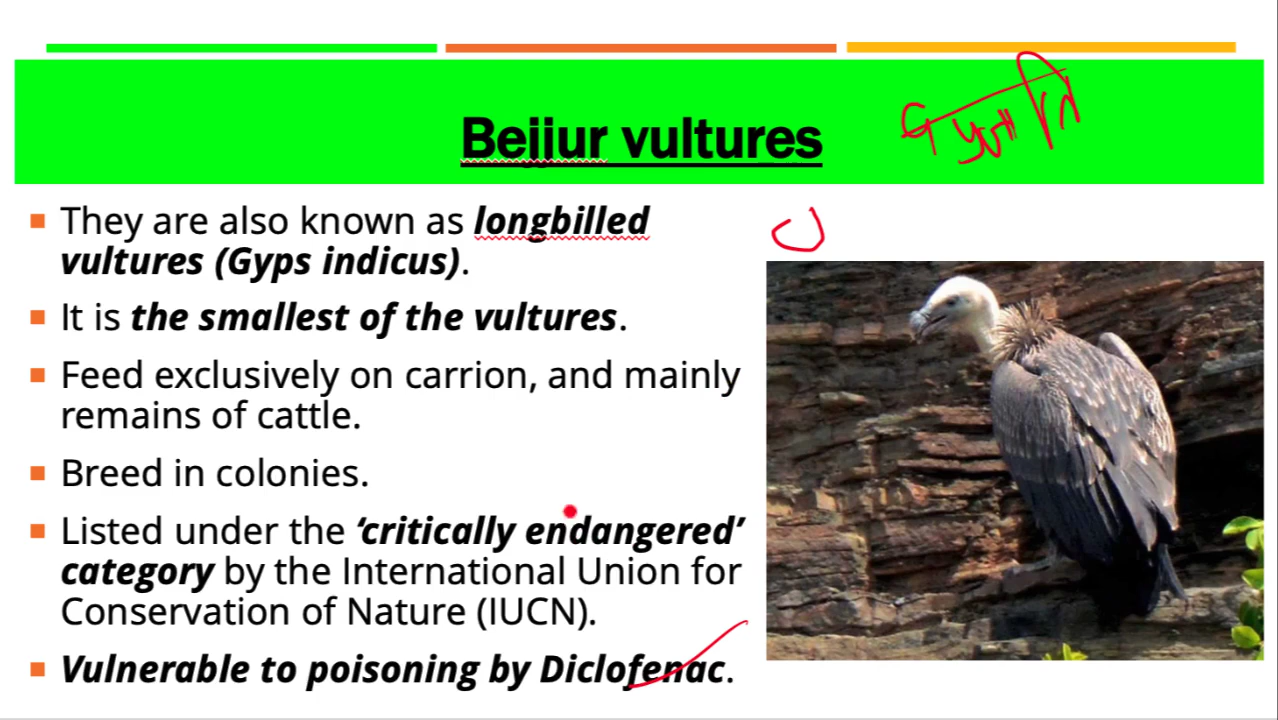 Bejjur vultures
They are also known as longbilled
vultures (Gyps indicus).
It is the smallest of the vultures.
Feed exclusively on carrion, and mainly
remains of cattle.
Breed in colonies.
Listed under the ‘critically endangered’
category by the International Union for
Conservation of Nature (IUCN).
Vulnerable to poisoning by Diclofenac.